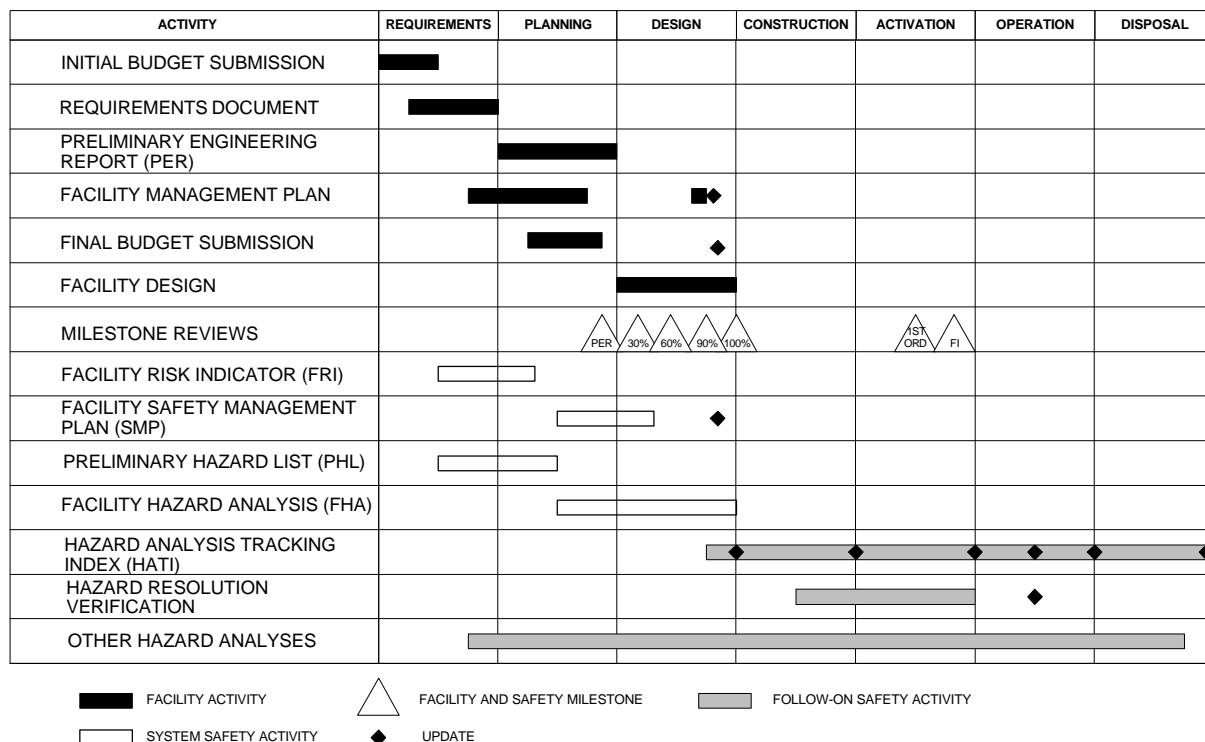 ACTIVITY REQUIREMENTS PLANNING DESIGN CONSTRUCTION ACTIVATION OPERATION DISPOSAL
INITIAL BUDGET SUBMISSION
REQUIREMENTS DOCUMENT
PRELIMINARY ENGINEERING
REPORT (PER)
FACILITY MANAGEMENT PLAN
FINAL BUDGET SUBMISSION
FACILITY DESIGN
MILESTONE REVIEWS
PER 30% 60% 90% 100% 1ST
ORD FI
FACILITY RISK INDICATOR (FRI)
FACILITY SAFETY MANAGEMENT
PLAN (SMP)
PRELIMINARY HAZARD LIST (PHL)
FACILITY HAZARD ANALYSIS (FHA)
HAZARD ANALYSIS TRACKING
INDEX (HATI)
HAZARD RESOLUTION
VERIFICATION
OTHER HAZARD ANALYSES
FACILITY ACTIVITY FACILITY AND SAFETY MILESTONE FOLLOW-ON SAFETY ACTIVITY
SYSTEM SAFETY ACTIVITY UPDATE